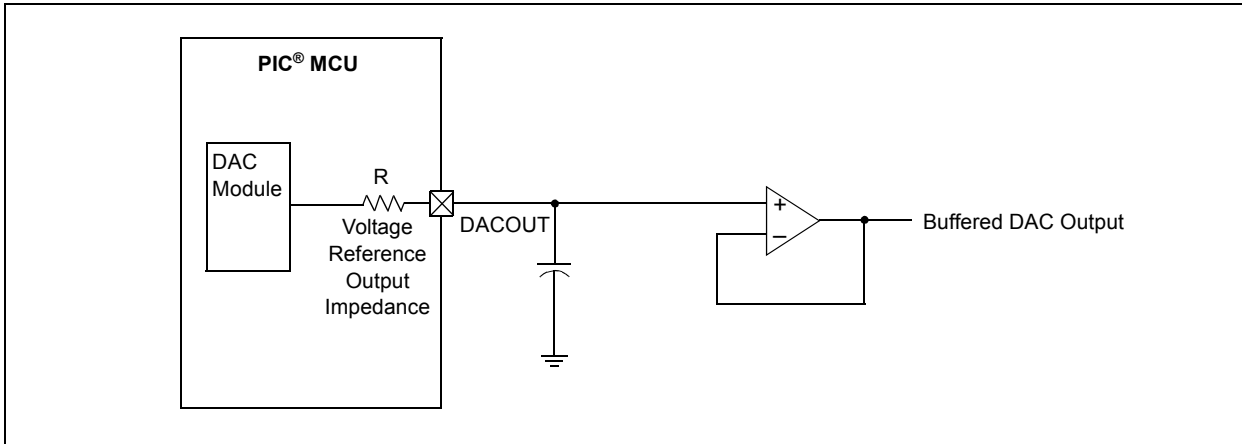 PIC® MCU
DAC
Module
R
Voltage
Reference
Output
Impedance
DACOUT
+
–
Buffered DAC Output